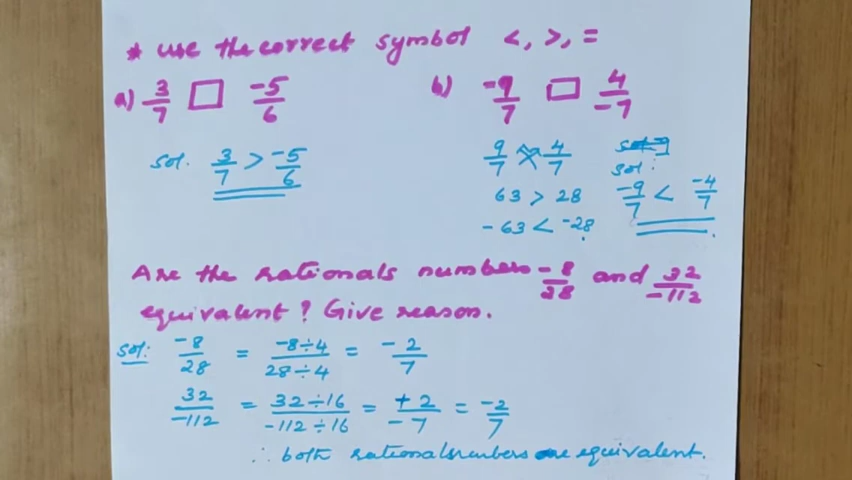 * Use the correct symbol <, >, =
a) 3/7 □ -5/6 b) -9/7 □ 4/-7
Sol. 3/7 > -5/6
9/7 4/7
63 > 28
-63 < -28.
sol:
-9/7 < -4/7.
Are the rationals numbers -8/28 and 32/-112
equivalent? Give reason.
Sol: -8/28 = -8÷4/28÷4 = -2/7
32/-112 = 32÷16/-112÷16 = +2/-7 = -2/7
∴ both rationals numbers are equivalent.